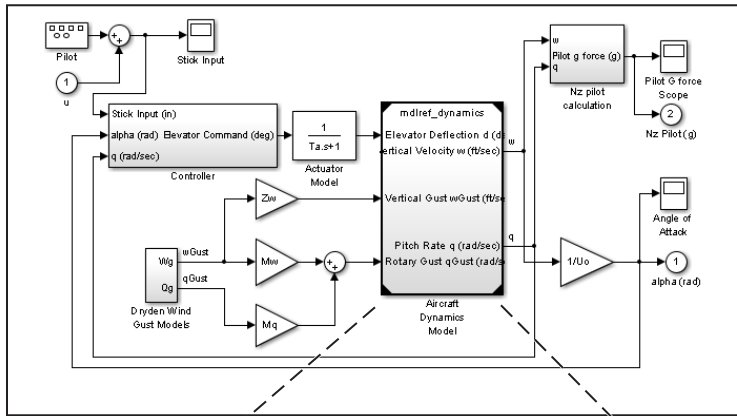 Pilot
1
u
Stick Input
Stick Input (in)
alpha (rad) Elevator Command (deg)
q (rad/sec)
Controller
1
Ta.s+1
Actuator
Model
mdlref_dynamics
Elevator Deflection d (d
ertical Velocity w (ft/sec)
Vertical Gust wGust (ft/s
Pitch Rate q (rad/sec)
Rotary Gust qGust (rad/s
Aircraft
Dynamics
Model
w
q
w
q
Pilot g force (g)
Nz pilot
calculation
Pilot G force
Scope
2
Nz Pilot (g)
Zw
Mw
Mq
Wg
Qg
wGust
qGust
Dryden Wind
Gust Models
1/Uo
Angle of
Attack
1
alpha (rad)